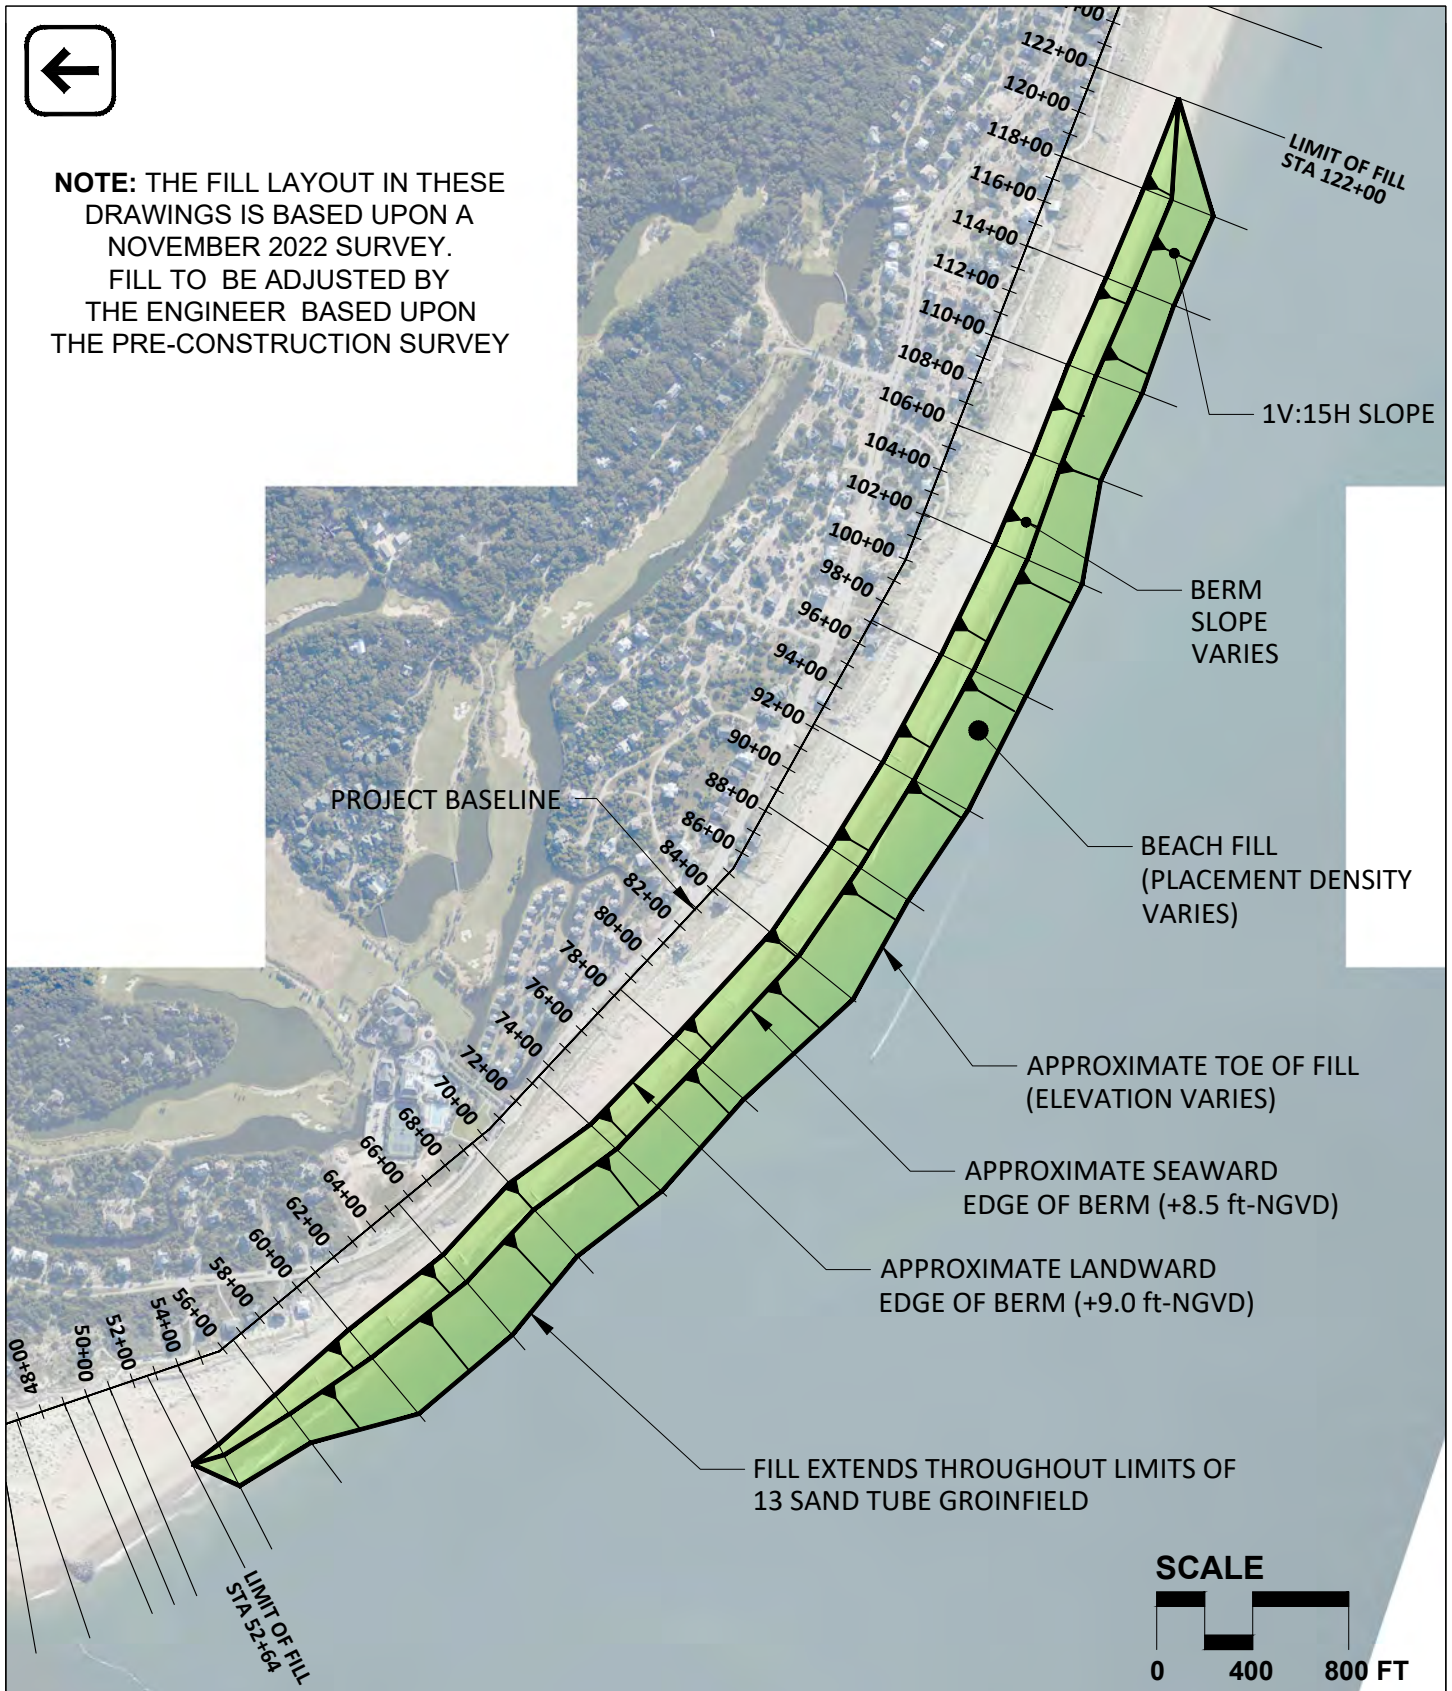 NOTE: THE FILL LAYOUT IN THESE
DRAWINGS IS BASED UPON A
NOVEMBER 2022 SURVEY.
FILL TO BE ADJUSTED BY
THE ENGINEER BASED UPON
THE PRE-CONSTRUCTION SURVEY
122+00
120+00
118+00
116+00
114+00
112+00
110+00
108+00
106+00
104+00
102+00
100+00
98+00
96+00
94+00
92+00
90+00
88+00
86+00
84+00
82+00
80+00
78+00
76+00
74+00
72+00
70+00
68+00
66+00
64+00
62+00
60+00
58+00
56+00
54+00
52+00
50+00
48+00
LIMIT OF FILL
STA 122+00
1V:15H SLOPE
BERM
SLOPE
VARIES
PROJECT BASELINE
BEACH FILL
(PLACEMENT DENSITY
VARIES)
APPROXIMATE TOE OF FILL
(ELEVATION VARIES)
APPROXIMATE SEAWARD
EDGE OF BERM (+8.5 ft-NGVD)
APPROXIMATE LANDWARD
EDGE OF BERM (+9.0 ft-NGVD)
FILL EXTENDS THROUGHOUT LIMITS OF
13 SAND TUBE GROINFIELD
LIMIT OF FILL
STA 52+64
SCALE
0 400 800 FT